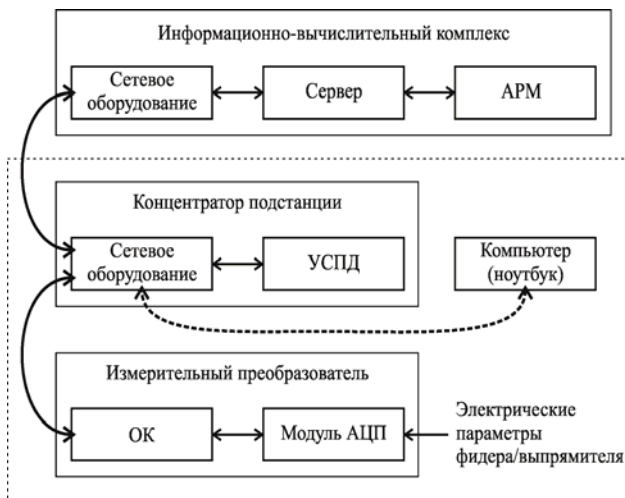 Информационно-вычислительный комплекс
Сетевое
оборудование
Сервер
АРМ
Концентратор подстанции
Сетевое
оборудование
УСПД
Компьютер
(ноутбук)
Измерительный преобразователь
ОК
Модуль АЦП
Электрические
параметры
фидера/выпрямителя